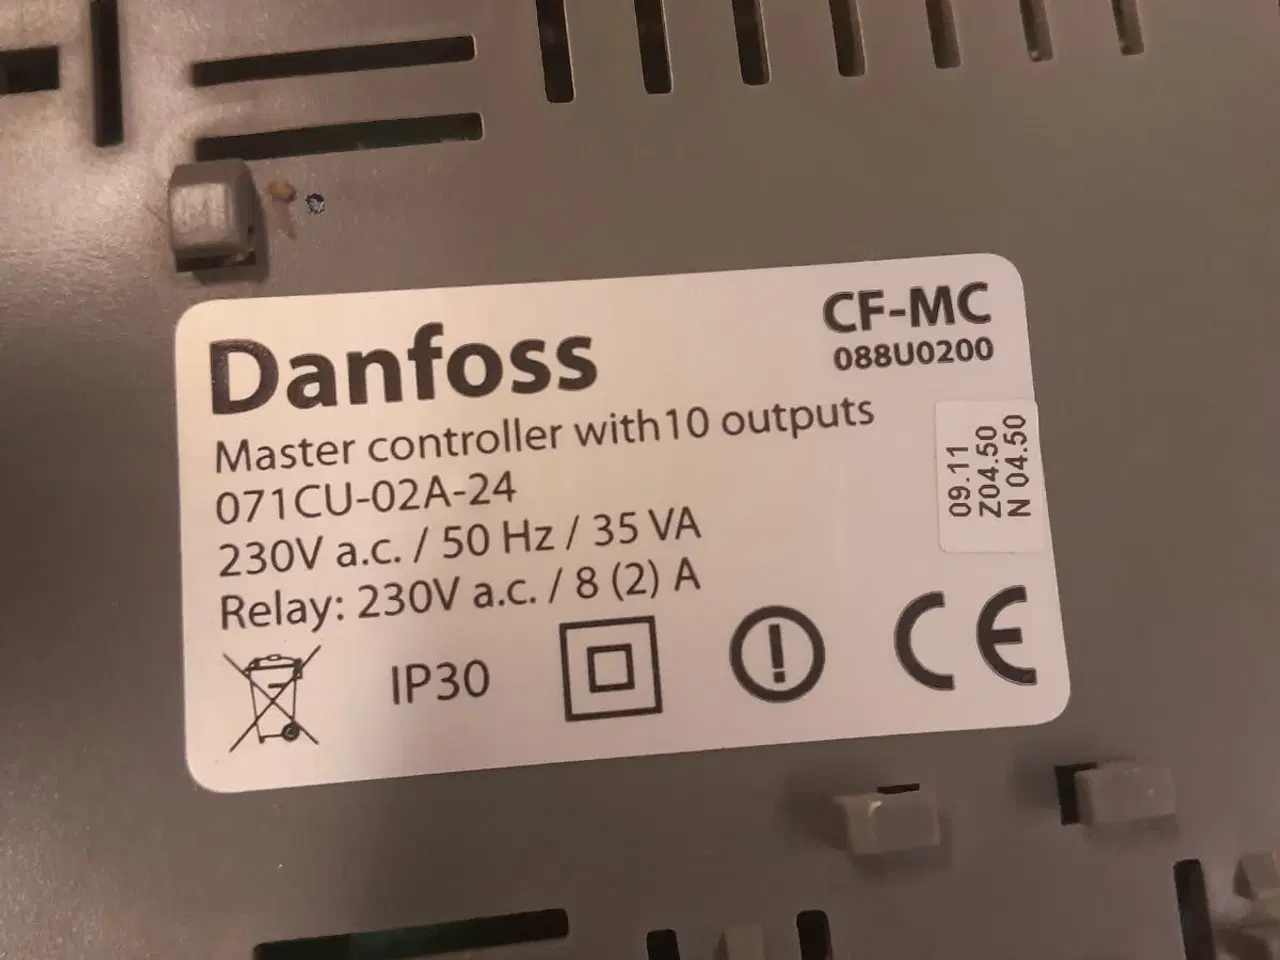 Danfoss
CF-MC
088U0200
Master controller with10 outputs
071CU-02A-24
230V a.c. / 50 Hz / 35 VA
Relay: 230V a.c. / 8 (2) A
09.11
Z04.50
N 04.50
IP30
CE